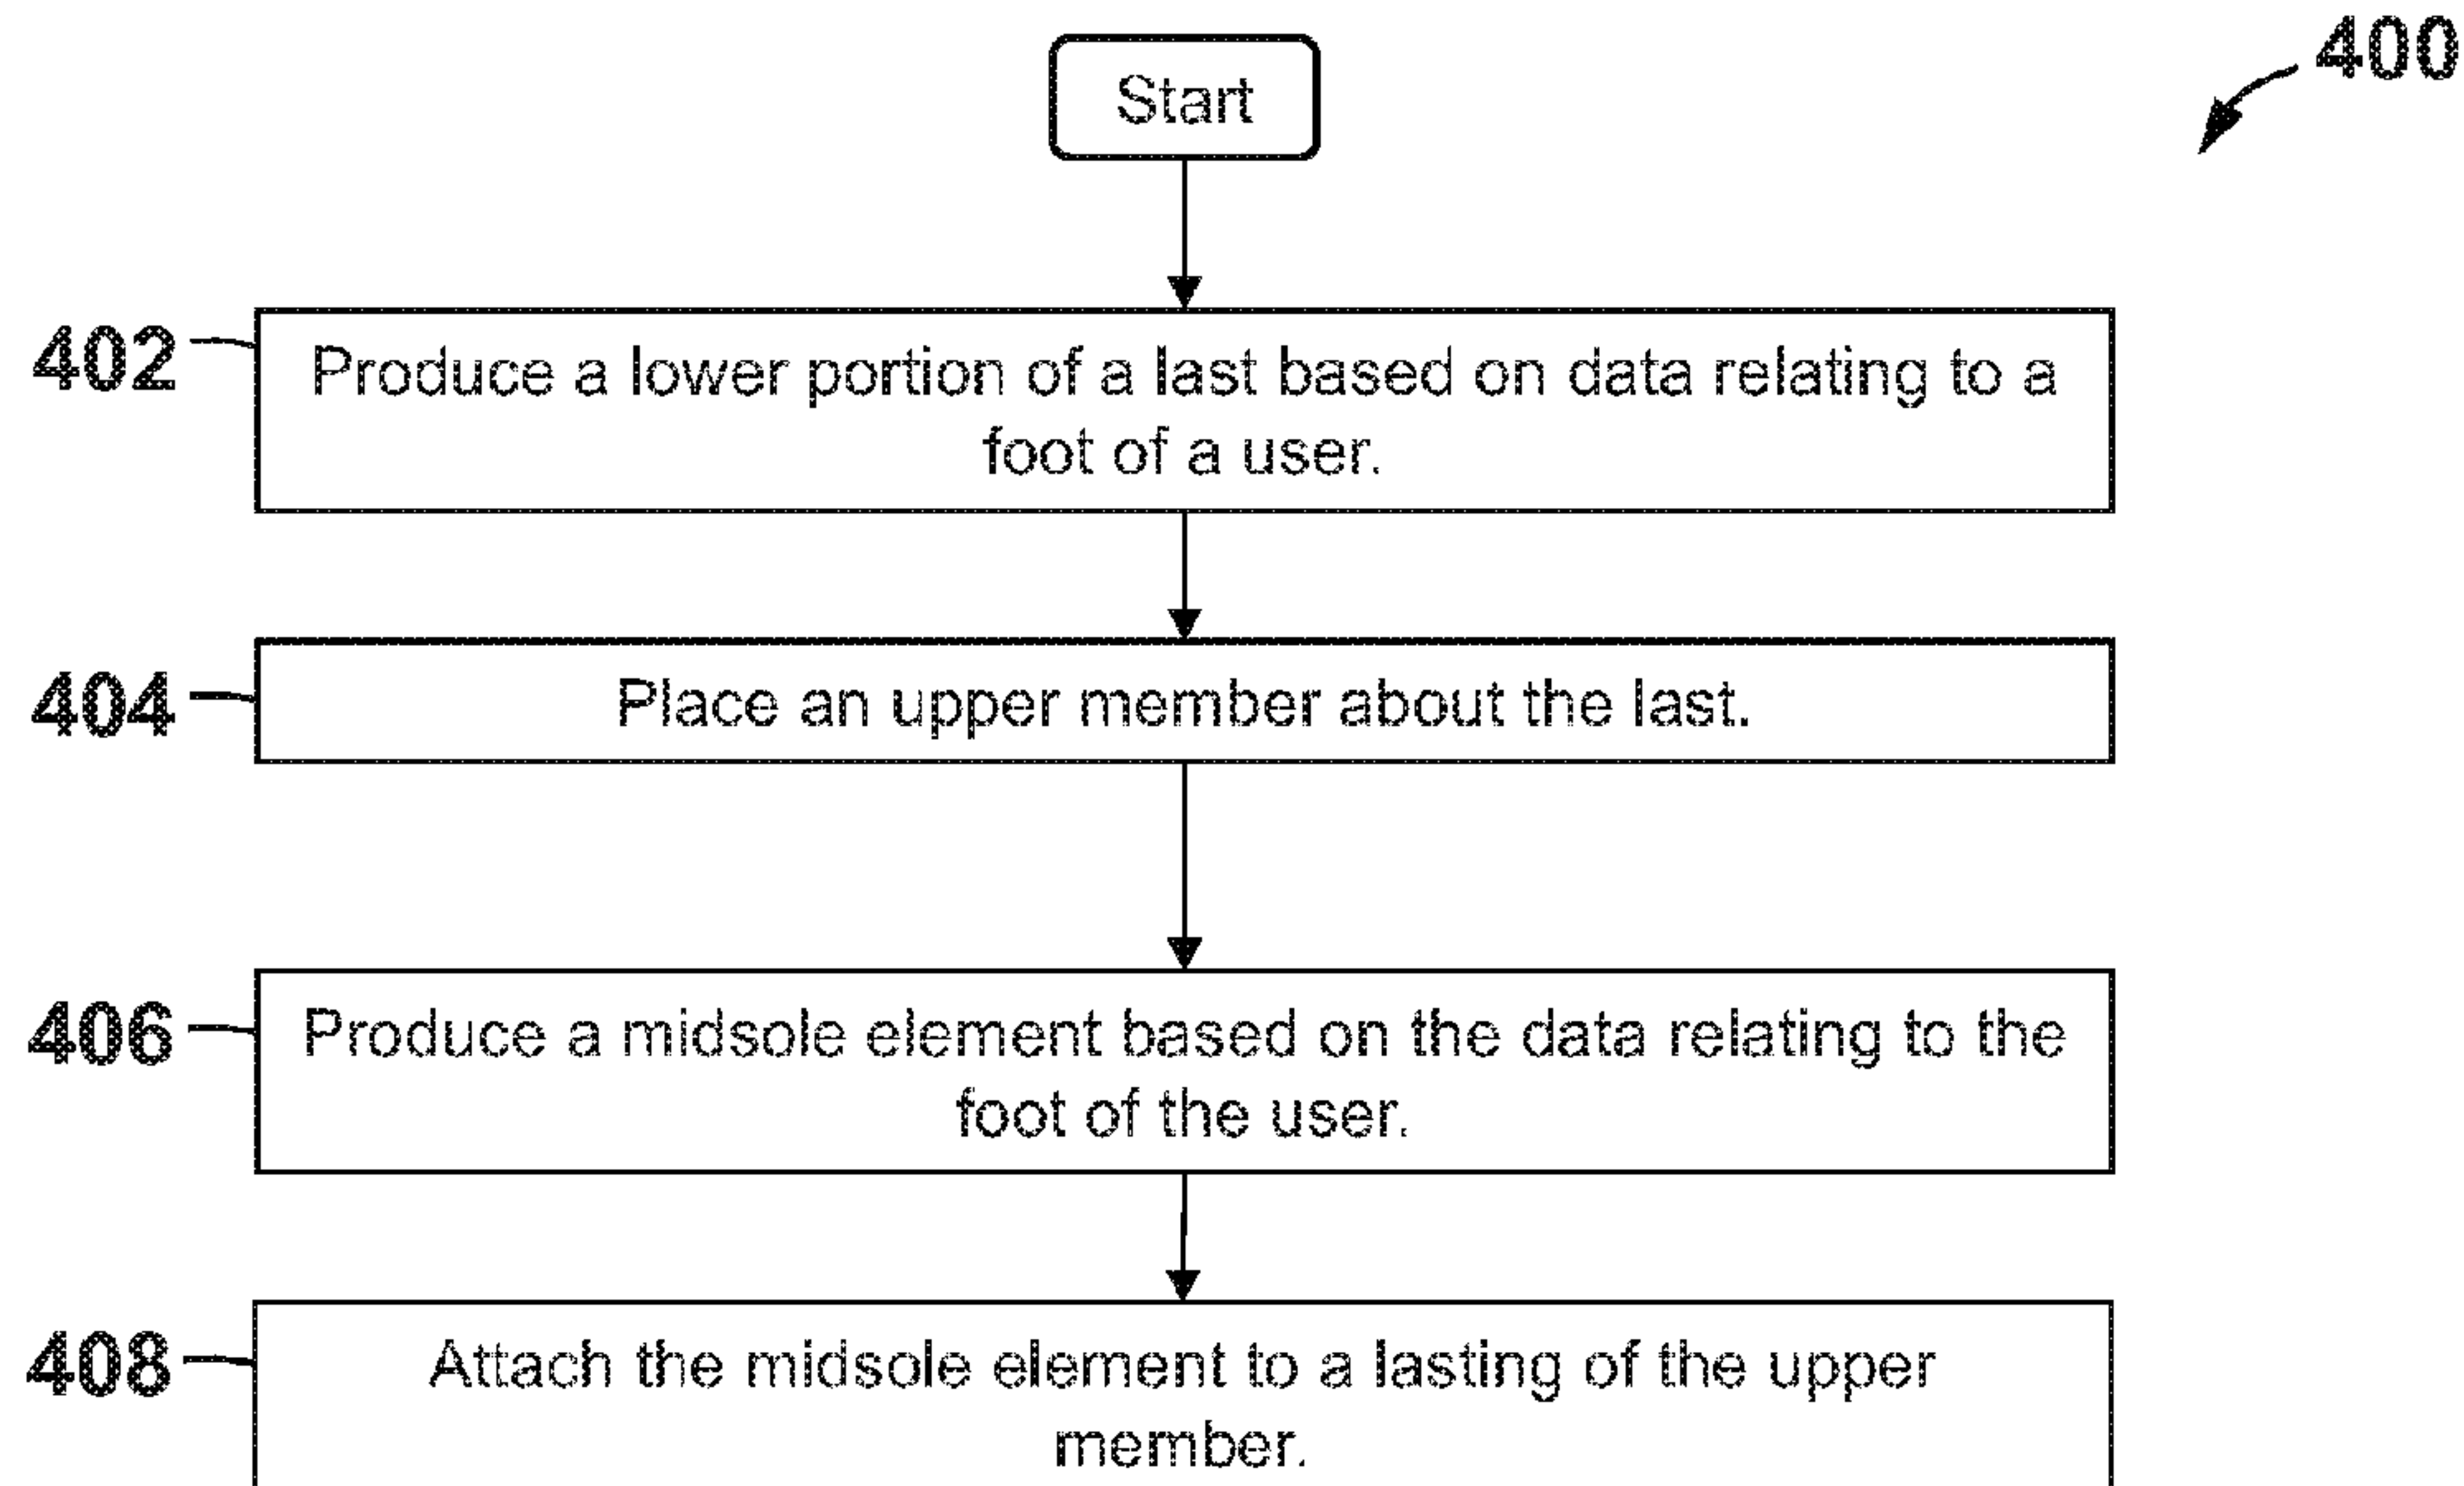 400
Start
402
Produce a lower portion of a last based on data relating to a
foot of a user.
404
Place an upper member about the last.
406
Produce a midsole element based on the data relating to the
foot of the user.
408
Attach the midsole element to a lasting of the upper
member.